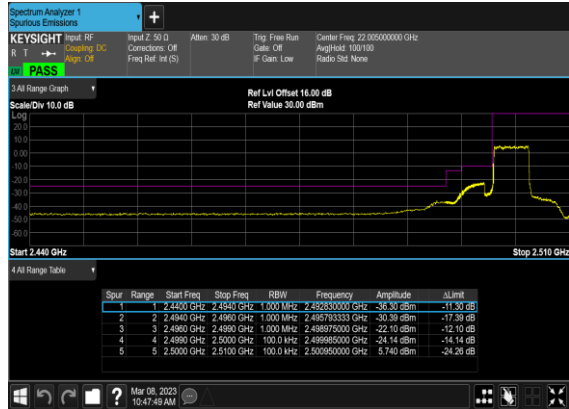 Spectrum Analyzer 1
Spurious Emissions
+
KEYSIGHT Input: RF Input Z: 50 Ω Atten: 30 dB Trig: Free Run Center Freq: 22.005000000 GHz
R T Coupling: DC Corrections: Off Gate: Off Avg|Hold: 100/100
Align: Off Freq Ref: Int (S) IF Gain: Low Radio Std: None
PASS
3 All Range Graph
Ref Lvl Offset 16.00 dB
Scale/Div 10.0 dB Ref Value 30.00 dBm
Log
20.0
10.0
0.00
-10.0
-20.0
-30.0
-40.0
-50.0
-60.0
Start 2.440 GHz Stop 2.510 GHz
4 All Range Table
Spur Range Start Freq Stop Freq RBW Frequency Amplitude ΔLimit
1 1 2.4400 GHz 2.4940 GHz 1.000 MHz 2.492830000 GHz -36.30 dBm -11.30 dB
2 2 2.4940 GHz 2.4960 GHz 1.000 MHz 2.495793333 GHz -30.39 dBm -17.39 dB
3 3 2.4960 GHz 2.4990 GHz 1.000 MHz 2.498975000 GHz -22.10 dBm -12.10 dB
4 4 2.4990 GHz 2.5000 GHz 100.0 kHz 2.499985000 GHz -24.14 dBm -14.14 dB
5 5 2.5000 GHz 2.5100 GHz 100.0 kHz 2.500950000 GHz 5.740 dBm -24.26 dB
? Mar 08, 2023
10:47:49 AM